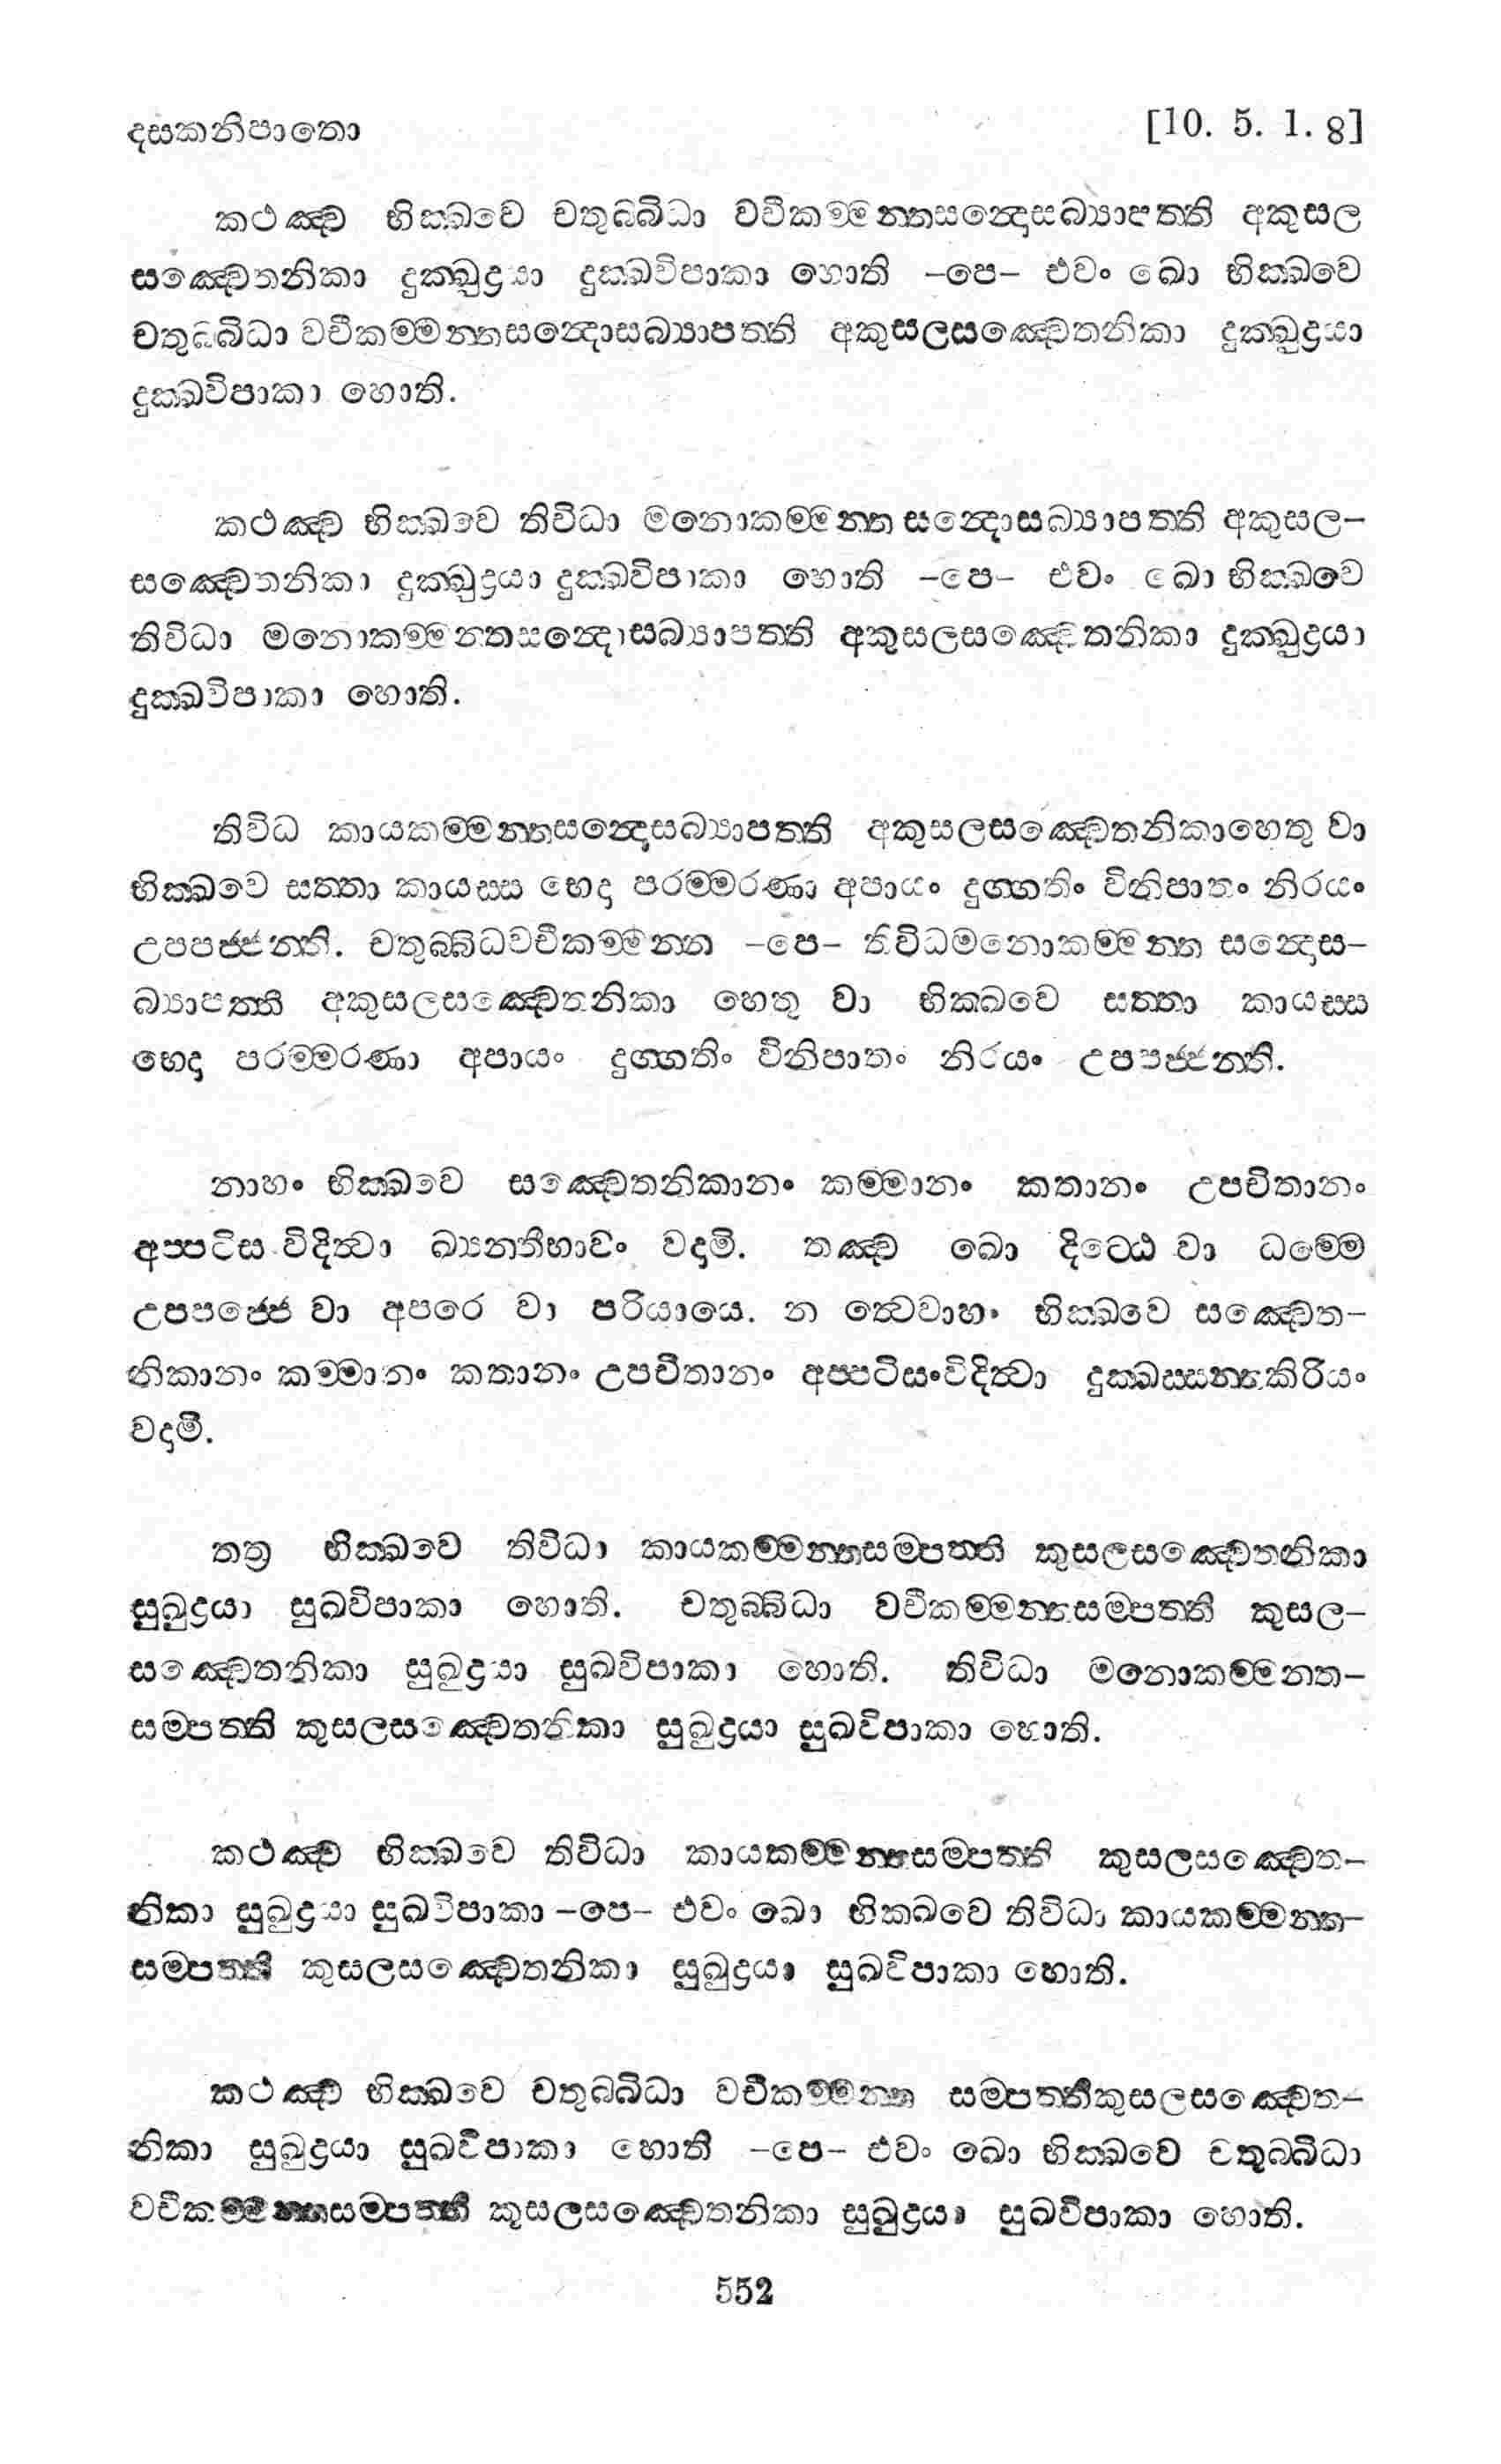 දසකනිපාතො [10. 5. 1. 8]
කථඤ්ච භික්ඛවෙ චතුබ්බිධා වචීකම්මන්තසන්දොසබ්‍යාපත්ති අකුසල
සඤ්චෙතනිකා දුක්ඛුද්‍රයා දුක්ඛවිපාකා හොති -පෙ- එවං ඛො භික්ඛවෙ
චතුබ්බිධා වචීකම්මන්තසන්දොසබ්‍යාපත්ති අකුසලසඤ්චෙතනිකා දුක්ඛුද්‍රයා
දුක්ඛවිපාකා හොති.
කථඤ්ච භික්ඛවෙ තිවිධා මනොකම්මන්ත සන්දොසබ්‍යාපත්ති අකුසල-
සඤ්චෙතනිකා දුක්ඛුද්‍රයා දුක්ඛවිපාකා හොති -පෙ- එවං ඛො භික්ඛවෙ
තිවිධා මනොකම්මන්තසන්දොසබ්‍යාපත්ති අකුසලසඤ්චෙතනිකා දුක්ඛුද්‍රයා
දුක්ඛවිපාකා හොති.
තිවිධ කායකම්මන්තසන්දොසබ්‍යාපත්ති අකුසලසඤ්චෙතනිකාහෙතු වා
භික්ඛවෙ සත්තා කායස්ස භෙදා පරම්මරණා අපායං දුග්ගතිං විනිපාතං නිරයං
උපපජ්ජන්ති. චතුබ්බිධවචීකම්මන්ත -පෙ- තිවිධමනොකම්මන්ත සන්දොස-
බ්‍යාපත්ති අකුසලසඤ්චෙතනිකා හෙතු වා භික්ඛවෙ සත්තා කායස්ස
භෙදා පරම්මරණා අපායං දුග්ගතිං විනිපාතං නිරයං උපපජ්ජන්ති.
නාහං භික්ඛවෙ සඤ්චෙතනිකානං කම්මානං කතානං උපචිතානං
අප්පටිස විදිත්වා ඛ්‍යන්තීභාවං වදාමි. තඤ්ච ඛො දිට්ඨෙ වා ධම්මෙ
උපපජ්ජෙ වා අපරෙ වා පරියායෙ. න ත්වෙවාහං භික්ඛවෙ සඤ්චෙත-
නිකානං කම්මානං කතානං උපචිතානං අප්පටිසංවිදිත්වා දුක්ඛස්සන්තකිරියං
වදාමි.
තත්‍ර භික්ඛවෙ තිවිධා කායකම්මන්තසම්පත්ති කුසලසඤ්චෙතනිකා
සුඛුද්‍රයා සුඛවිපාකා හොති. චතුබ්බිධා වචීකම්මන්තසම්පත්ති කුසල-
සඤ්චෙතනිකා සුඛුද්‍රයා සුඛවිපාකා හොති. තිවිධා මනොකම්මන්ත-
සම්පත්ති කුසලසඤ්චෙතනිකා සුඛුද්‍රයා සුඛවිපාකා හොති.
කථඤ්ච භික්ඛවෙ තිවිධා කායකම්මන්තසම්පත්ති කුසලසඤ්චෙත-
නිකා සුඛුද්‍රයා සුඛවිපාකා -පෙ- එවං ඛො භික්ඛවෙ තිවිධා කායකම්මන්ත-
සම්පත්ති කුසලසඤ්චෙතනිකා සුඛුද්‍රයා සුඛවිපාකා හොති.
කථඤ්ච භික්ඛවෙ චතුබ්බිධා වචීකම්මන්ත සම්පත්තිකුසලසඤ්චෙත-
නිකා සුඛුද්‍රයා සුඛවිපාකා හොති -පෙ- එවං ඛො භික්ඛවෙ චතුබ්බිධා
වචීකම්මන්තසම්පත්ති කුසලසඤ්චෙතනිකා සුඛුද්‍රයා සුඛවිපාකා හොති.
552